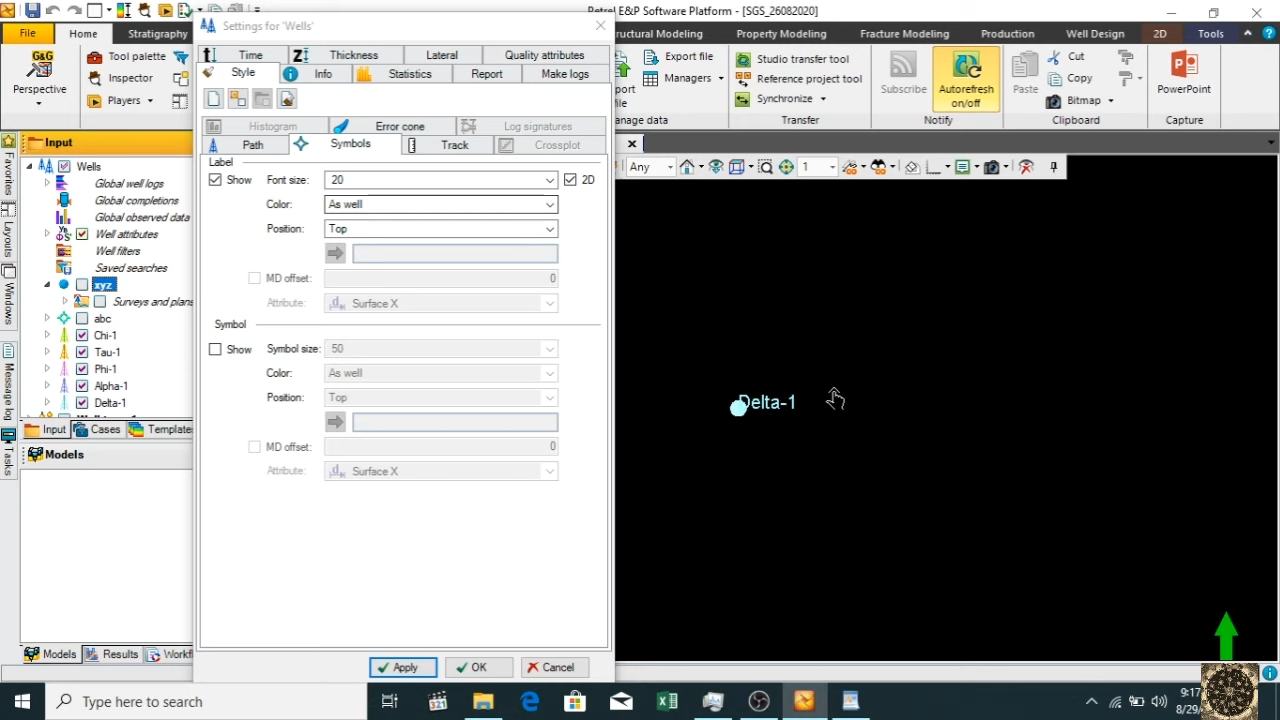 Petrel E&P Software Platform - [SGS_26082020]
Settings for 'Wells'
File
Home
Stratigraphy
Structural Modeling
Property Modeling
Fracture Modeling
Production
Well Design
2D
Tools
G&G
Perspective
Tool palette
Inspector
Players
Export file
Managers
Studio transfer tool
Reference project tool
Synchronize
Transfer
Subscribe
Autorefresh
on/off
Notify
Paste
Cut
Copy
Bitmap
Clipboard
PowerPoint
Capture
Time
Thickness
Lateral
Quality attributes
Style
Info
Statistics
Report
Make logs
Histogram
Error cone
Log signatures
Path
Symbols
Track
Crossplot
Any
1
Label
Show
Font size:
20
2D
Color:
As well
Position:
Top
MD offset:
0
Attribute:
Surface X
Symbol
Show
Symbol size:
50
Color:
As well
Position:
Top
MD offset:
0
Attribute:
Surface X
Apply
OK
Cancel
Favorites
Layouts
Windows
Message log
Tasks
Input
Wells
Global well logs
Global completions
Global observed data
Well attributes
Well filters
Saved searches
xyz
Surveys and plans
abc
Chi-1
Tau-1
Phi-1
Alpha-1
Delta-1
Input
Cases
Templates
Models
Models
Results
Workfl
Delta-1
Type here to search
9:17
8/29/